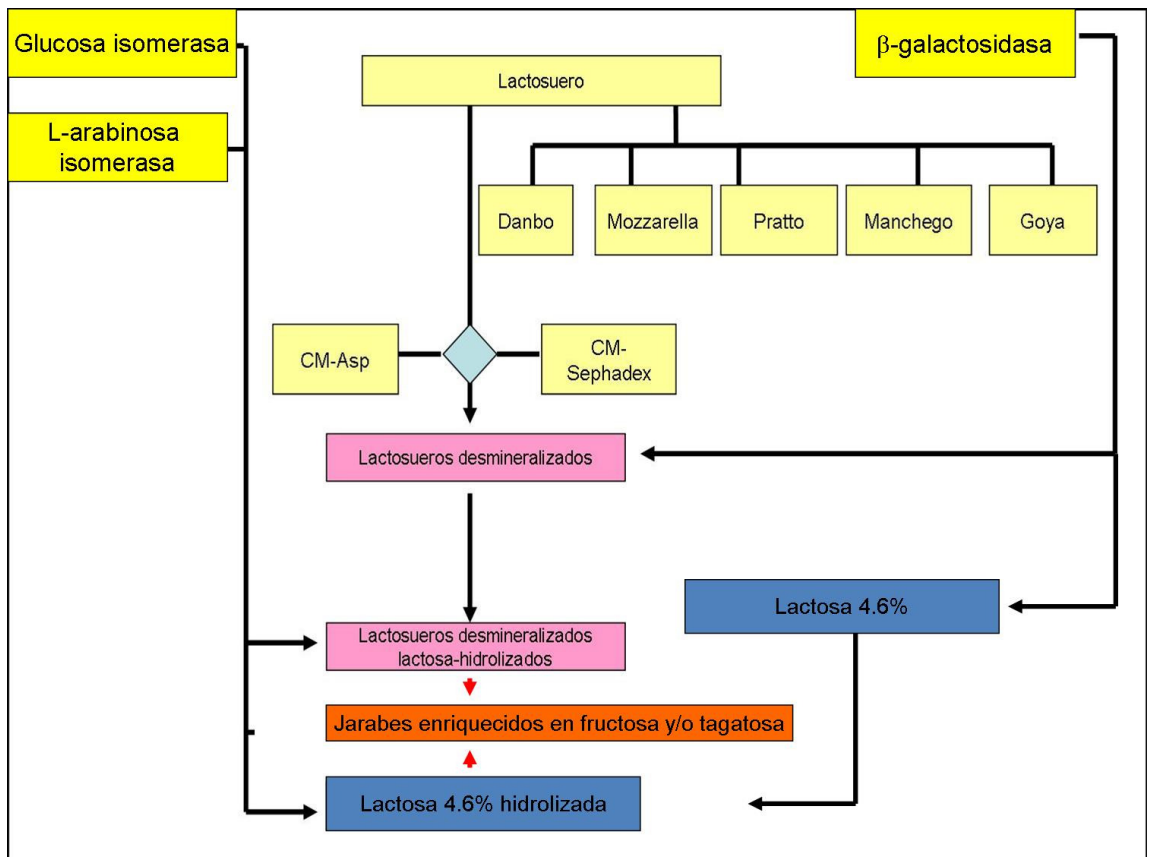 Glucosa isomerasa
β-galactosidasa
Lactosuero
L-arabinosa
isomerasa
Danbo
Mozzarella
Pratto
Manchego
Goya
CM-Asp
CM-
Sephadex
Lactosueros desmineralizados
Lactosa 4.6%
Lactosueros desmineralizados
lactosa-hidrolizados
Jarabes enriquecidos en fructosa y/o tagatosa
Lactosa 4.6% hidrolizada